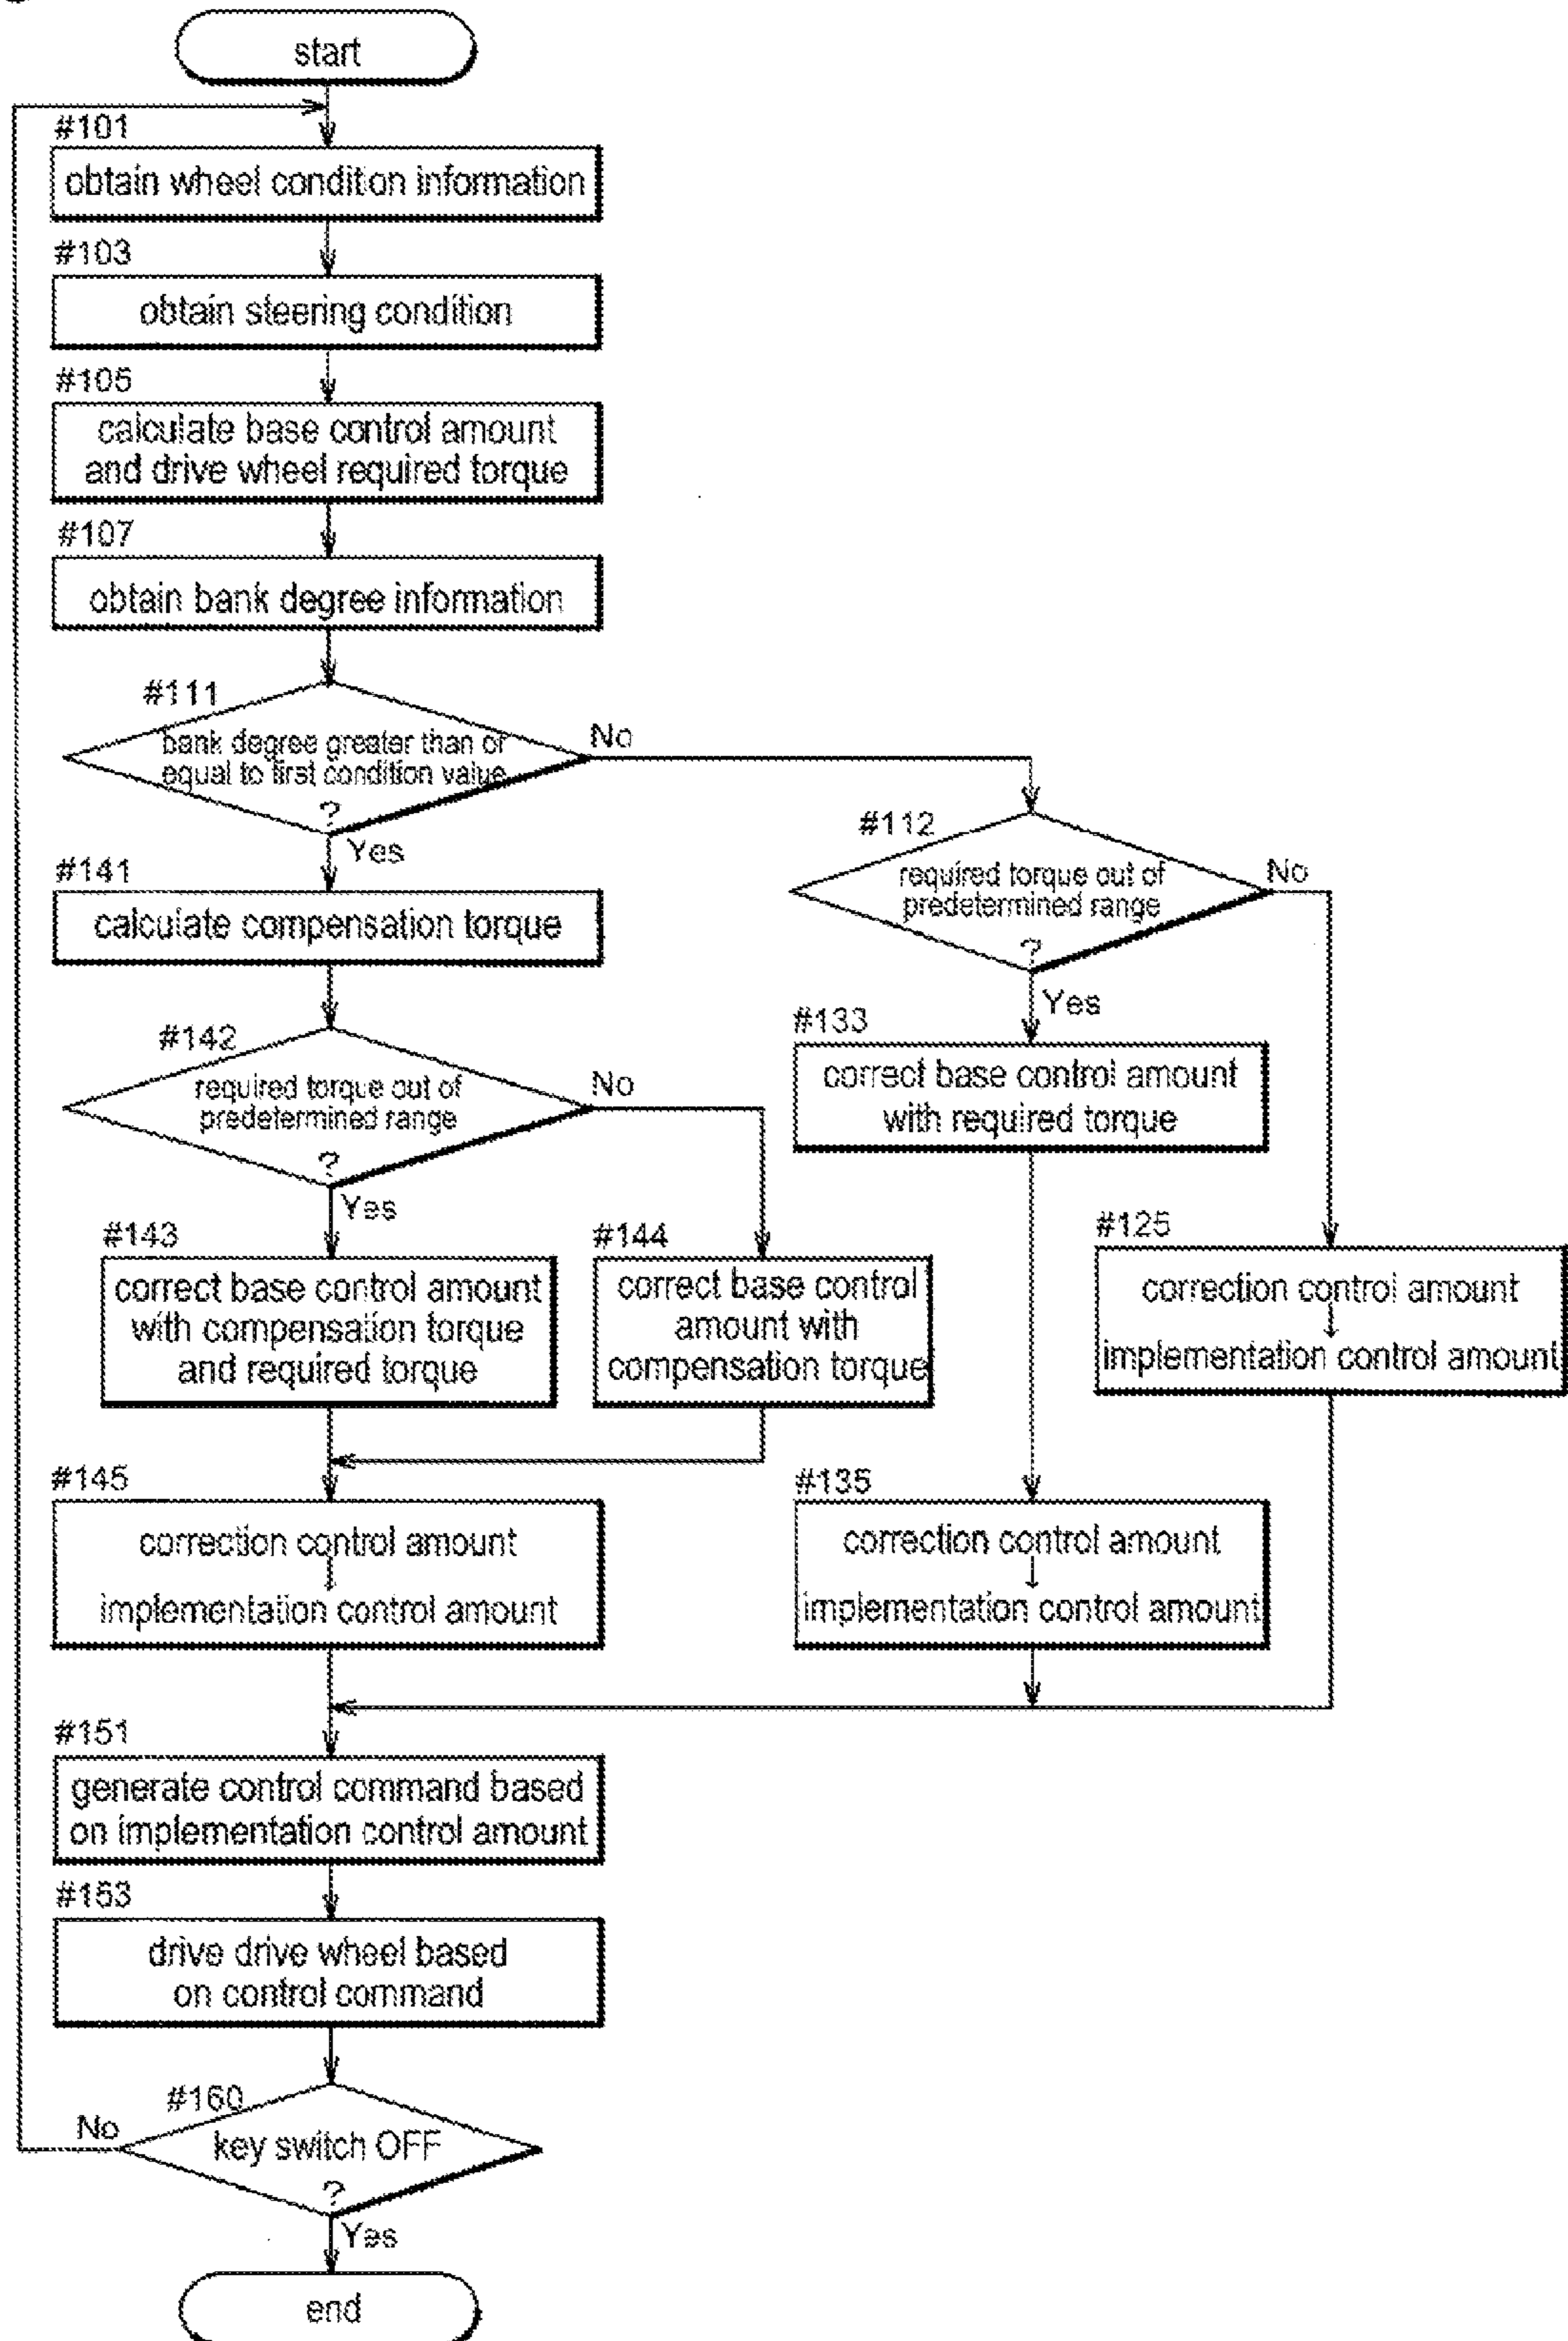 start
#101
obtain wheel condition information
#103
obtain steering condition
#105
calculate base control amount
and drive wheel required torque
#107
obtain bank degree information
#111
bank degree greater than or
equal to first condition value
?
No
Yes
#112
required torque out of
predetermined range
?
No
Yes
#141
calculate compensation torque
#142
required torque out of
predetermined range
?
No
Yes
#133
correct base control amount
with required torque
#143
correct base control amount
with compensation torque
and required torque
#144
correct base control
amount with
compensation torque
#125
correction control amount
↓
implementation control amount
#145
correction control amount
↓
implementation control amount
#135
correction control amount
↓
implementation control amount
#151
generate control command based
on implementation control amount
#153
drive drive wheel based
on control command
#160
key switch OFF
?
No
Yes
end